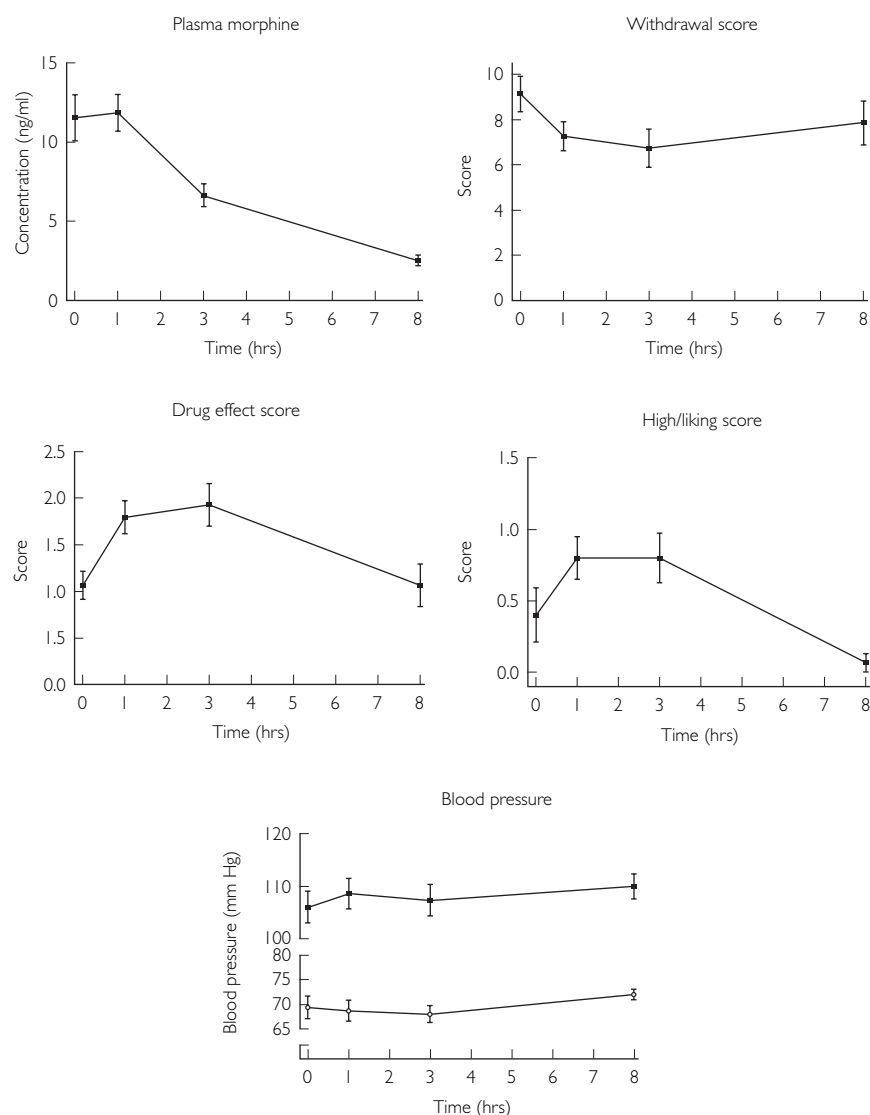 Plasma morphine
15
10
5
0
Concentration (ng/ml)
0 1 2 3 4 5 6 7 8
Time (hrs)
Withdrawal score
10
8
6
4
2
0
Score
0 1 2 3 4 5 6 7 8
Time (hrs)
Drug effect score
2.5
2.0
1.5
1.0
1.5
0.0
Score
0 1 2 3 4 5 6 7 8
Time (hrs)
High/liking score
1.5
1.0
0.5
0.0
Score
0 1 2 3 4 5 6 7 8
Time (hrs)
Blood pressure
120
110
100
80
75
70
65
Blood pressure (mm Hg)
0 1 2 3 4 5 6 7 8
Time (hrs)